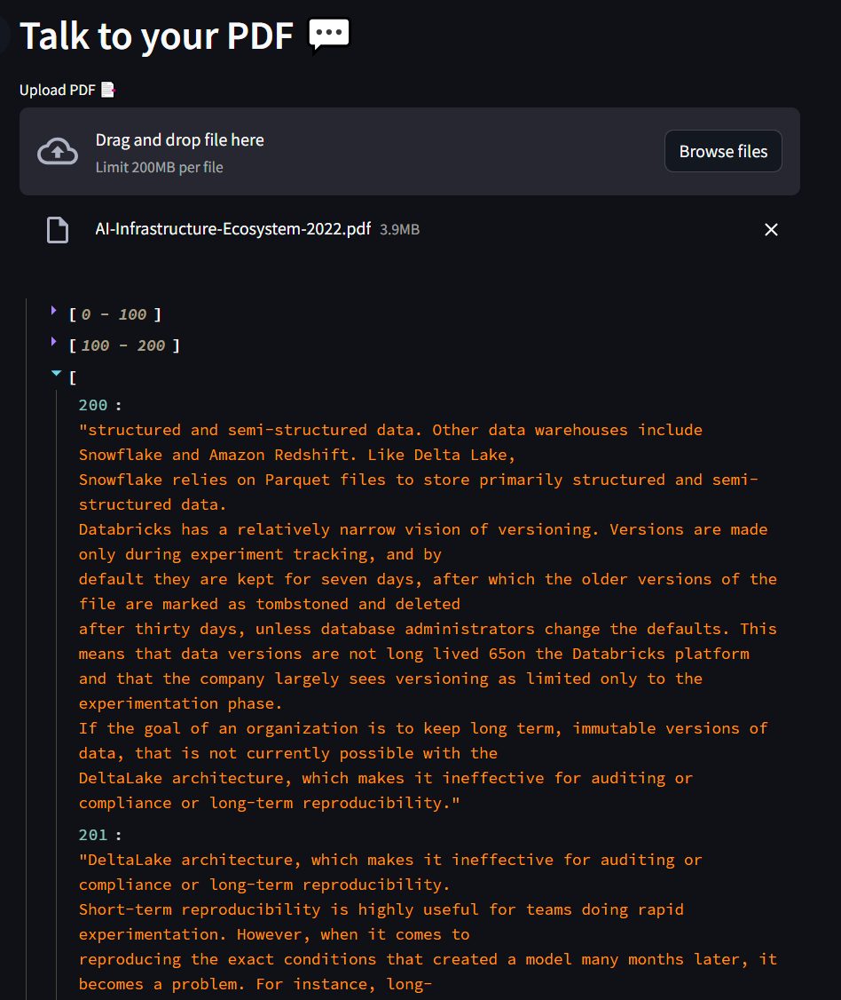 Talk to your PDF 💬
Upload PDF 📑
Drag and drop file here
Limit 200MB per file
Browse files
AI-Infrastructure-Ecosystem-2022.pdf 3.9MB
[ 0 - 100 ]
[ 100 - 200 ]
[
200 :
"structured and semi-structured data. Other data warehouses include
Snowflake and Amazon Redshift. Like Delta Lake,
Snowflake relies on Parquet files to store primarily structured and semi-
structured data.
Databricks has a relatively narrow vision of versioning. Versions are made
only during experiment tracking, and by
default they are kept for seven days, after which the older versions of the
file are marked as tombstoned and deleted
after thirty days, unless database administrators change the defaults. This
means that data versions are not long lived 65on the Databricks platform
and that the company largely sees versioning as limited only to the
experimentation phase.
If the goal of an organization is to keep long term, immutable versions of
data, that is not currently possible with the
DeltaLake architecture, which makes it ineffective for auditing or
compliance or long-term reproducibility."
201 :
"DeltaLake architecture, which makes it ineffective for auditing or
compliance or long-term reproducibility.
Short-term reproducibility is highly useful for teams doing rapid
experimentation. However, when it comes to
reproducing the exact conditions that created a model many months later, it
becomes a problem. For instance, long-